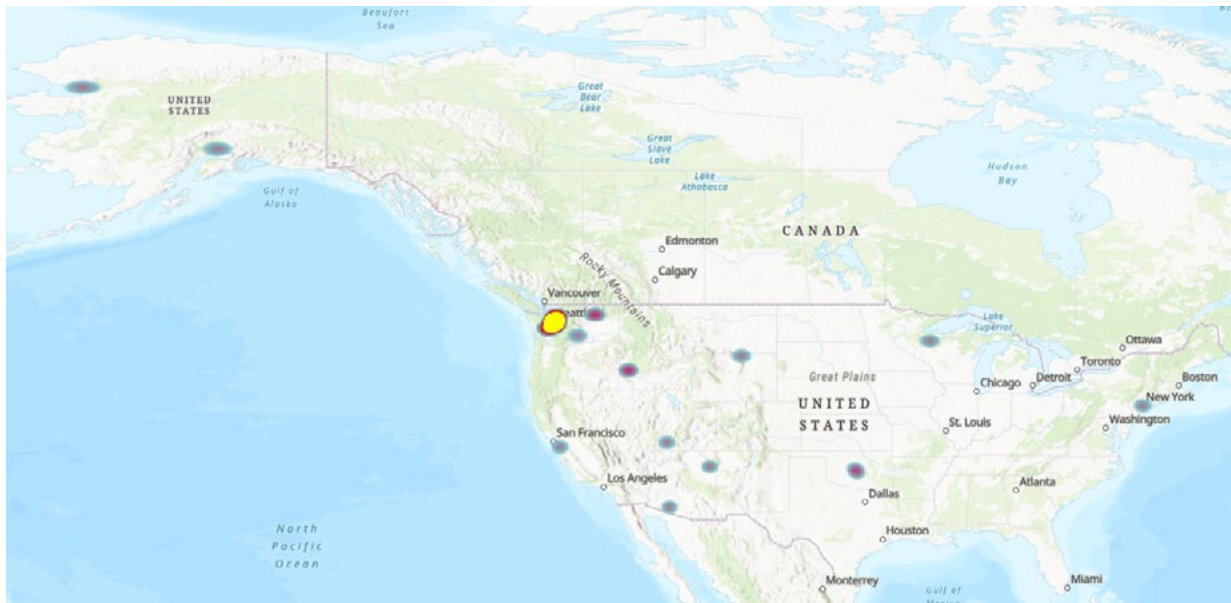 Beaufort
Sea
UNITED
STATES
Great
Bear
Lake
Great
Slave
Lake
Lake
Athabasca
Hudson
Bay
Gulf of
Alaska
CANADA
Edmonton
Rocky Mountains
Calgary
Vancouver
Lake
Superior
Ottawa
Toronto
Great Plains
Chicago
Detroit
Boston
New York
UNITED
STATES
St. Louis
Washington
San Francisco
Los Angeles
Atlanta
Dallas
North
Pacific
Ocean
Houston
Monterrey
Miami
Gulf of